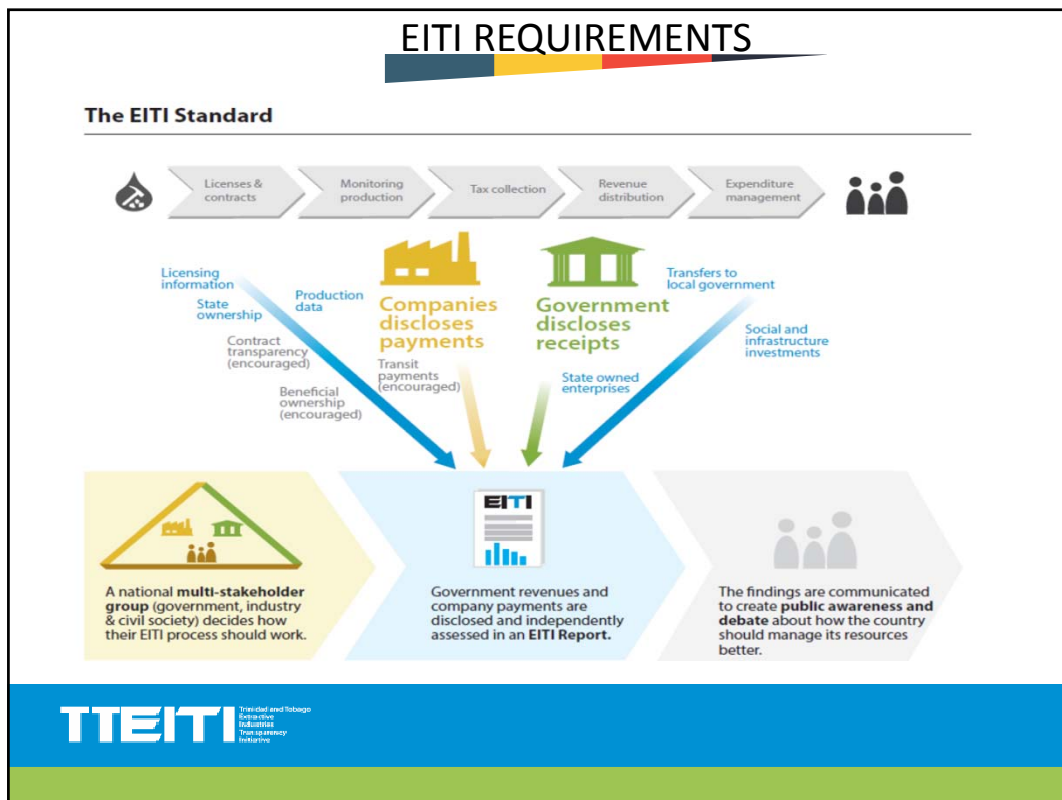 EITI REQUIREMENTS
The EITI Standard
Licenses &
contracts
Monitoring
production
Tax collection
Revenue
distribution
Expenditure
management
Licensing
information
State
ownership
Contract
transparency
(encouraged)
Beneficial
ownership
(encouraged)
Production
data
Companies
discloses
payments
Transit
payments
(encouraged)
Government
discloses
receipts
State owned
enterprises
Transfers to
local government
Social and
infrastructure
investments
A national multi-stakeholder
group (government, industry
& civil society) decides how
their EITI process should work.
EITI
Government revenues and
company payments are
disclosed and independently
assessed in an EITI Report.
The findings are communicated
to create public awareness and
debate about how the country
should manage its resources
better.
TTEITI
Trinidad and Tobago
Extractive
Industries
Transparency
Initiative